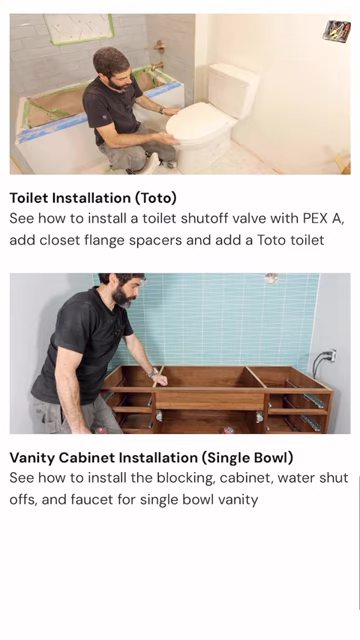 Toilet Installation (Toto)
See how to install a toilet shutoff valve with PEX A,
add closet flange spacers and add a Toto toilet
Vanity Cabinet Installation (Single Bowl)
See how to install the blocking, cabinet, water shut
offs, and faucet for single bowl vanity